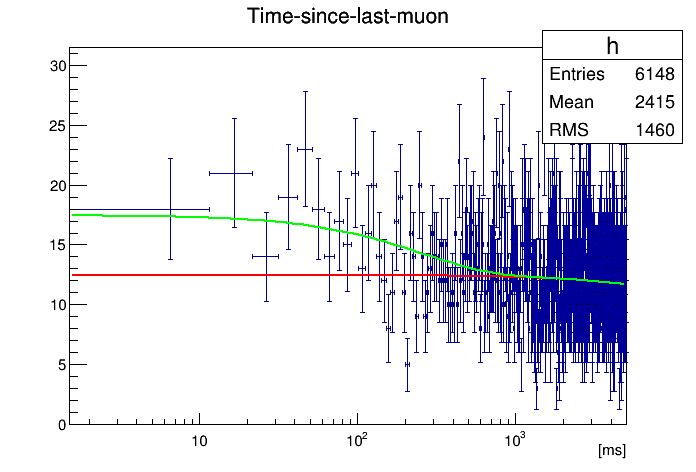 Time-since-last-muon
h
Entries 6148
Mean 2415
RMS 1460
30
25
20
15
10
5
0
10 10² 10³
[ms]